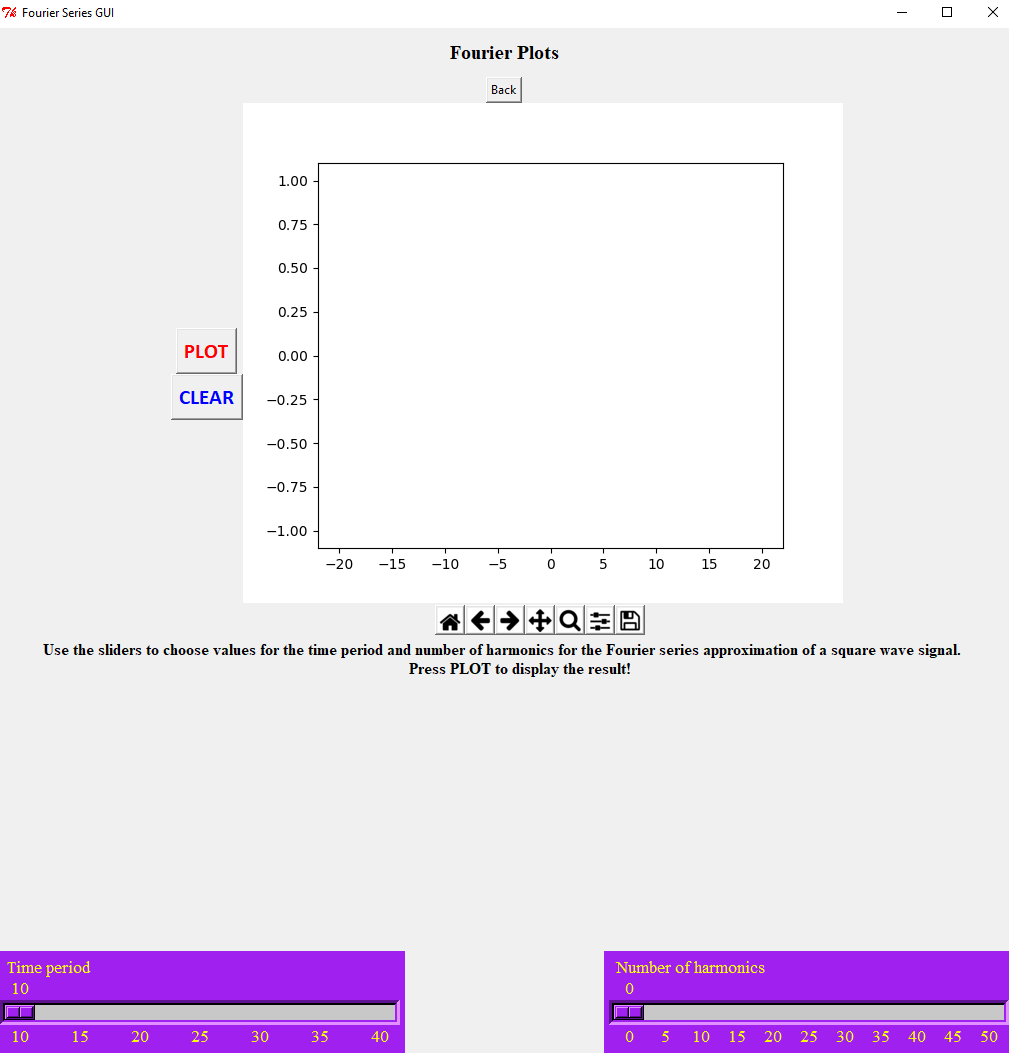 Fourier Series GUI
Fourier Plots
Back
1.00
0.75
0.50
0.25
0.00
−0.25
−0.50
−0.75
−1.00
−20 −15 −10 −5 0 5 10 15 20
PLOT
CLEAR
Use the sliders to choose values for the time period and number of harmonics for the Fourier series approximation of a square wave signal.
Press PLOT to display the result!
Time period
10
10 15 20 25 30 35 40
Number of harmonics
0
0 5 10 15 20 25 30 35 40 45 50